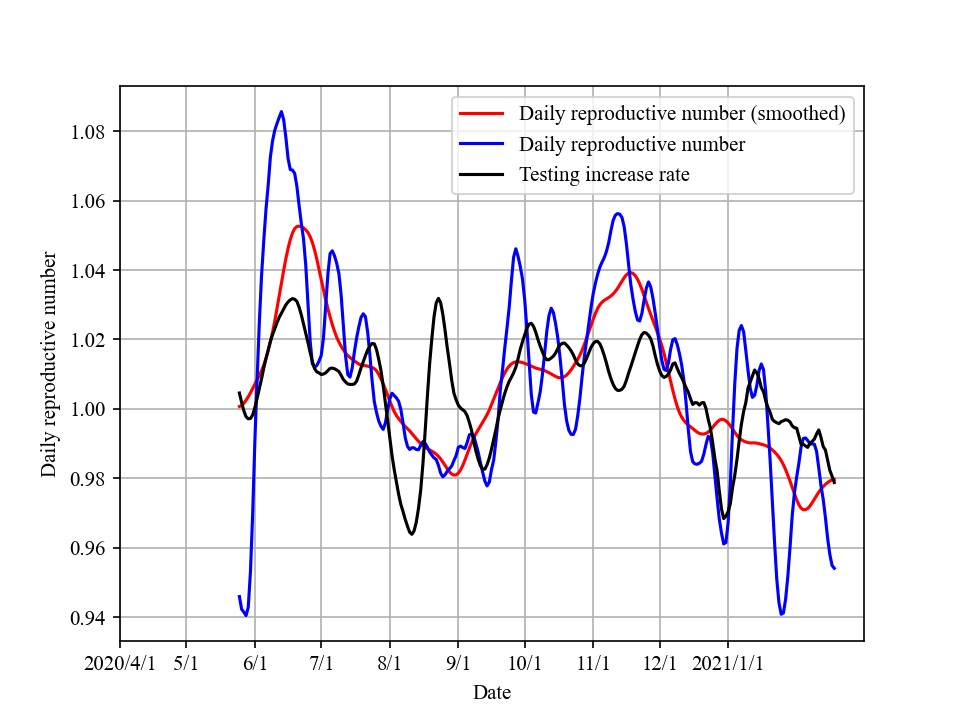 Daily reproductive number (smoothed)
Daily reproductive number
Testing increase rate
Daily reproductive number
1.08
1.06
1.04
1.02
1.00
0.98
0.96
0.94
2020/4/1 5/1 6/1 7/1 8/1 9/1 10/1 11/1 12/1 2021/1/1
Date